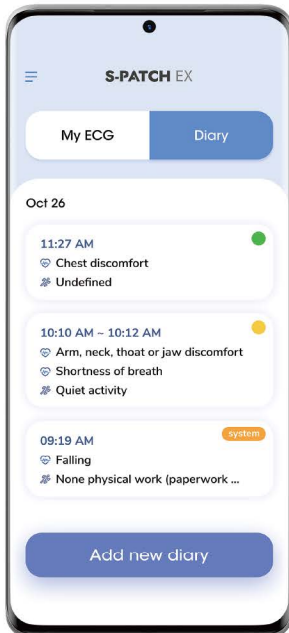 S-PATCH EX
My ECG
Diary
Oct 26
11:27 AM
Chest discomfort
Undefined
10:10 AM ~ 10:12 AM
Arm, neck, thoat or jaw discomfort
Shortness of breath
Quiet activity
system
09:19 AM
Falling
None physical work (paperwork ...
Add new diary